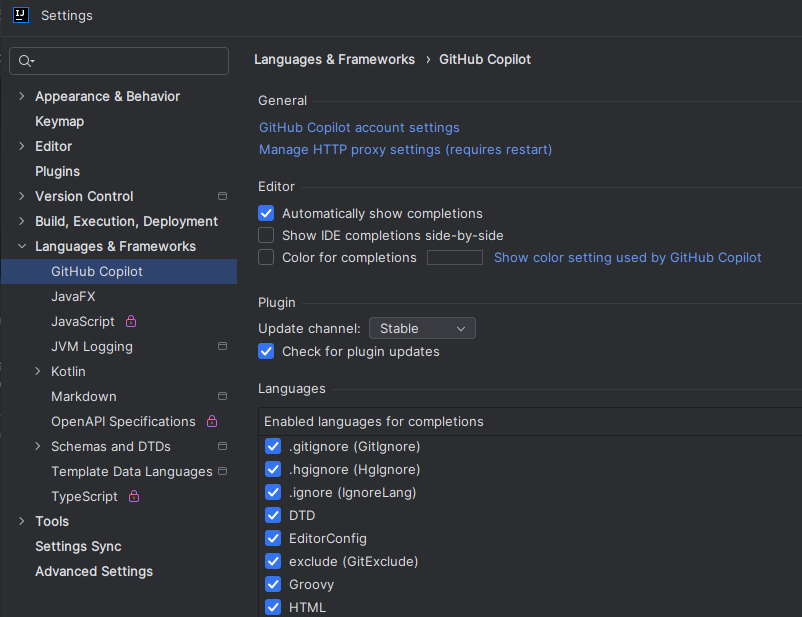 IJ
Settings
Appearance & Behavior
Keymap
Editor
Plugins
Version Control
Build, Execution, Deployment
Languages & Frameworks
GitHub Copilot
JavaFX
JavaScript
JVM Logging
Kotlin
Markdown
OpenAPI Specifications
Schemas and DTDs
Template Data Languages
TypeScript
Tools
Settings Sync
Advanced Settings
Languages & Frameworks › GitHub Copilot
General
GitHub Copilot account settings
Manage HTTP proxy settings (requires restart)
Editor
Automatically show completions
Show IDE completions side-by-side
Color for completions Show color setting used by GitHub Copilot
Plugin
Update channel: Stable
Check for plugin updates
Languages
Enabled languages for completions
.gitignore (GitIgnore)
.hgignore (HgIgnore)
.ignore (IgnoreLang)
DTD
EditorConfig
exclude (GitExclude)
Groovy
HTML